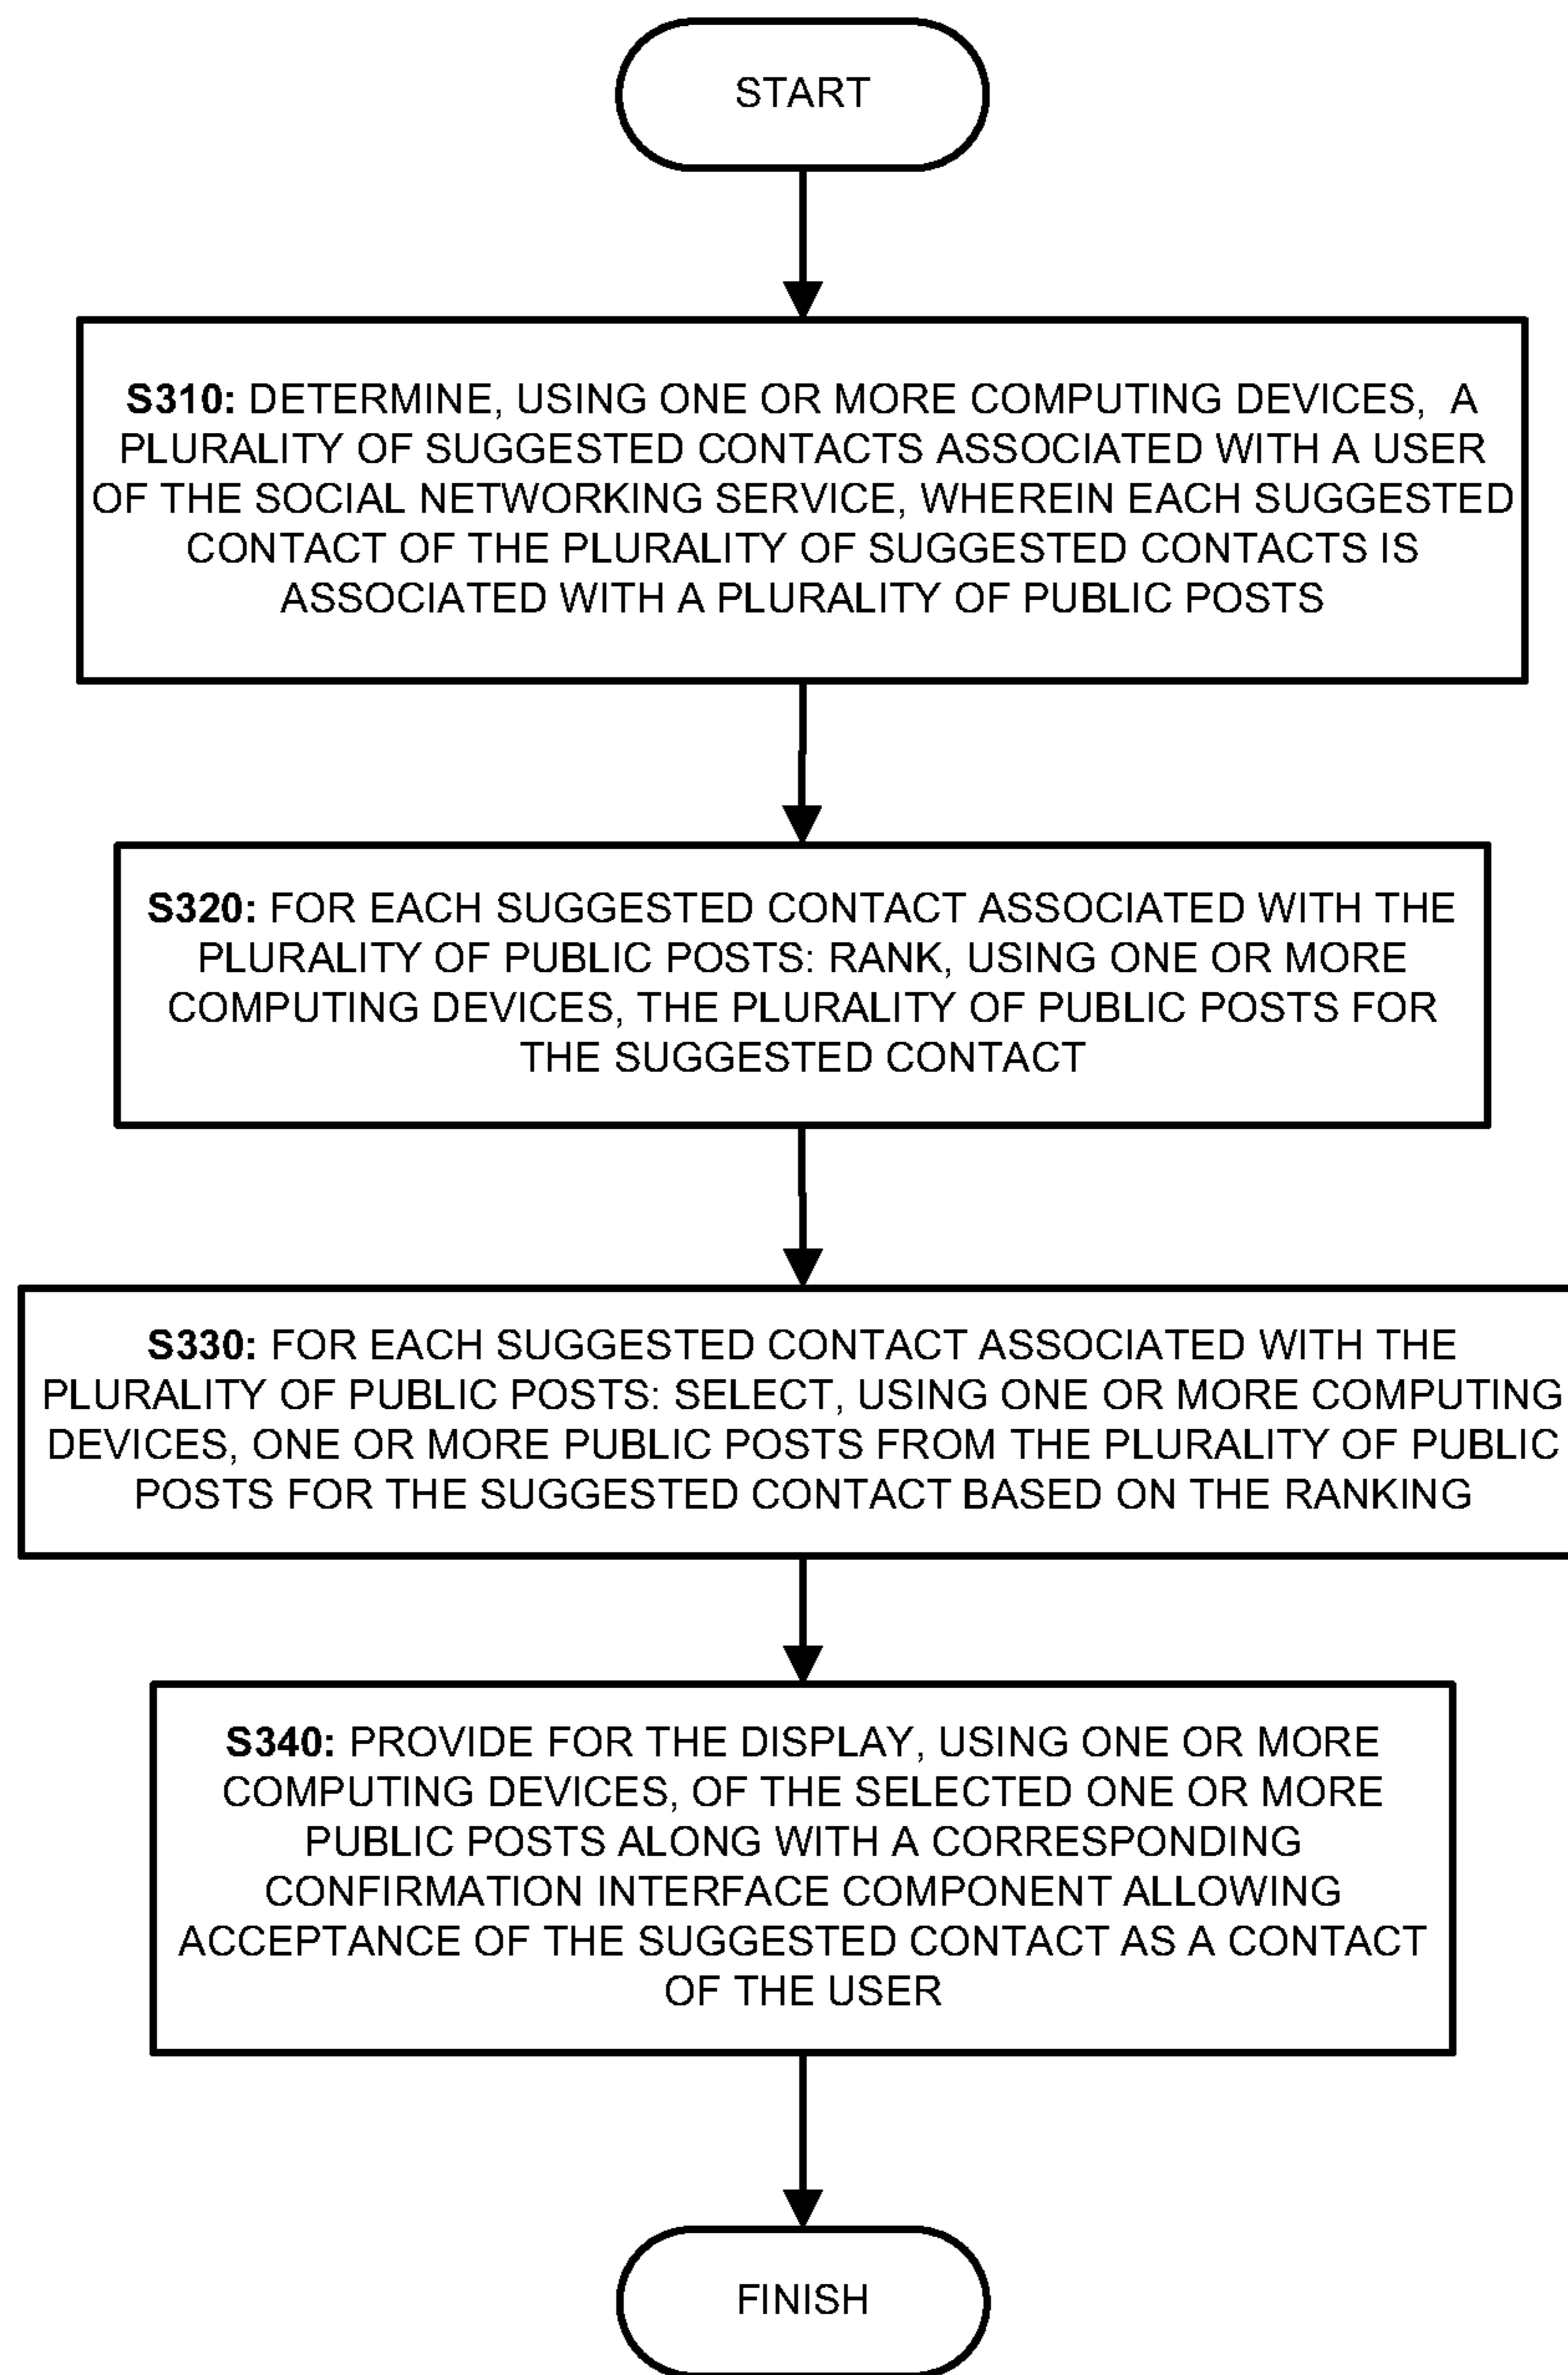 START
S310: DETERMINE, USING ONE OR MORE COMPUTING DEVICES, A
PLURALITY OF SUGGESTED CONTACTS ASSOCIATED WITH A USER
OF THE SOCIAL NETWORKING SERVICE, WHEREIN EACH SUGGESTED
CONTACT OF THE PLURALITY OF SUGGESTED CONTACTS IS
ASSOCIATED WITH A PLURALITY OF PUBLIC POSTS
S320: FOR EACH SUGGESTED CONTACT ASSOCIATED WITH THE
PLURALITY OF PUBLIC POSTS: RANK, USING ONE OR MORE
COMPUTING DEVICES, THE PLURALITY OF PUBLIC POSTS FOR
THE SUGGESTED CONTACT
S330: FOR EACH SUGGESTED CONTACT ASSOCIATED WITH THE
PLURALITY OF PUBLIC POSTS: SELECT, USING ONE OR MORE COMPUTING
DEVICES, ONE OR MORE PUBLIC POSTS FROM THE PLURALITY OF PUBLIC
POSTS FOR THE SUGGESTED CONTACT BASED ON THE RANKING
S340: PROVIDE FOR THE DISPLAY, USING ONE OR MORE
COMPUTING DEVICES, OF THE SELECTED ONE OR MORE
PUBLIC POSTS ALONG WITH A CORRESPONDING
CONFIRMATION INTERFACE COMPONENT ALLOWING
ACCEPTANCE OF THE SUGGESTED CONTACT AS A CONTACT
OF THE USER
FINISH